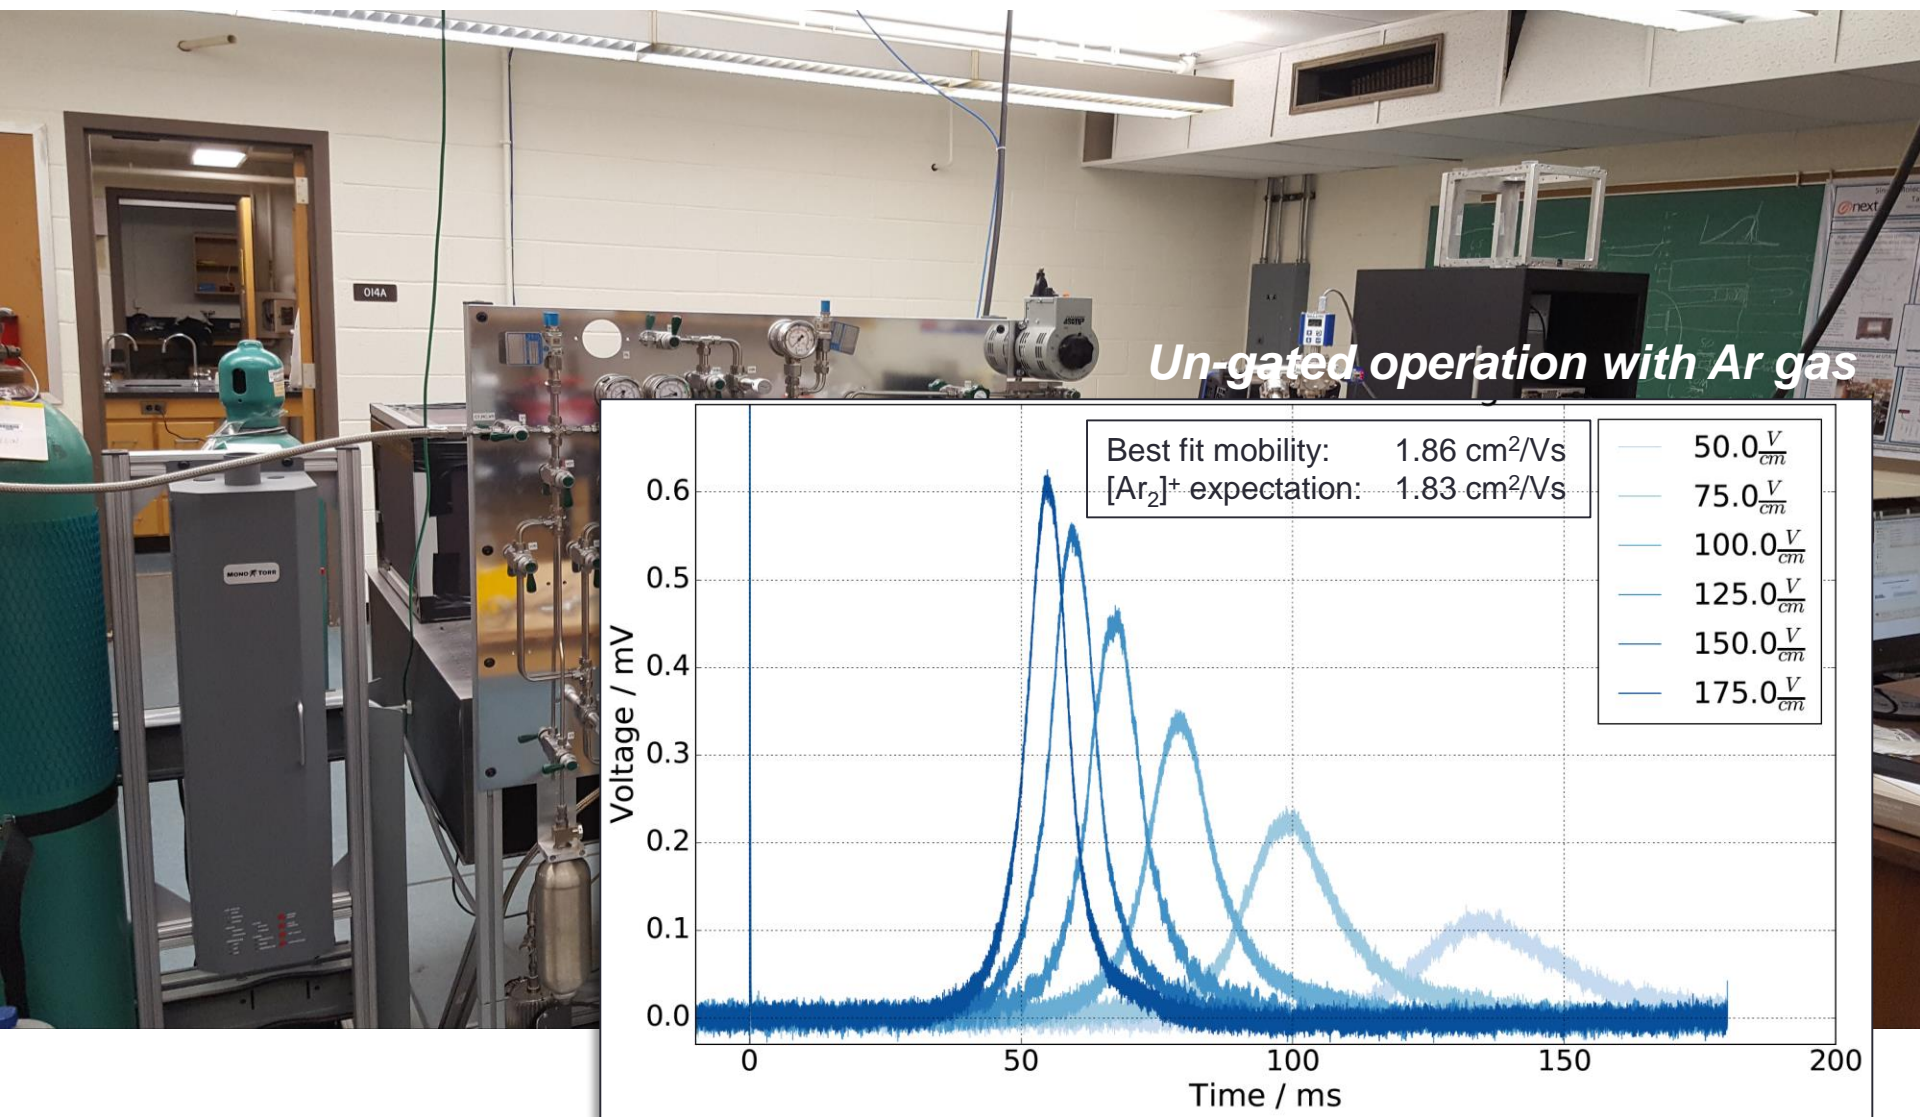 014A
next
MONO TORR
Un-gated operation with Ar gas
Best fit mobility: 1.86 cm²/Vs
[Ar₂]⁺ expectation: 1.83 cm²/Vs
50.0 V/cm
75.0 V/cm
100.0 V/cm
125.0 V/cm
150.0 V/cm
175.0 V/cm
Voltage / mV
0.6
0.5
0.4
0.3
0.2
0.1
0.0
0
50
100
150
200
Time / ms